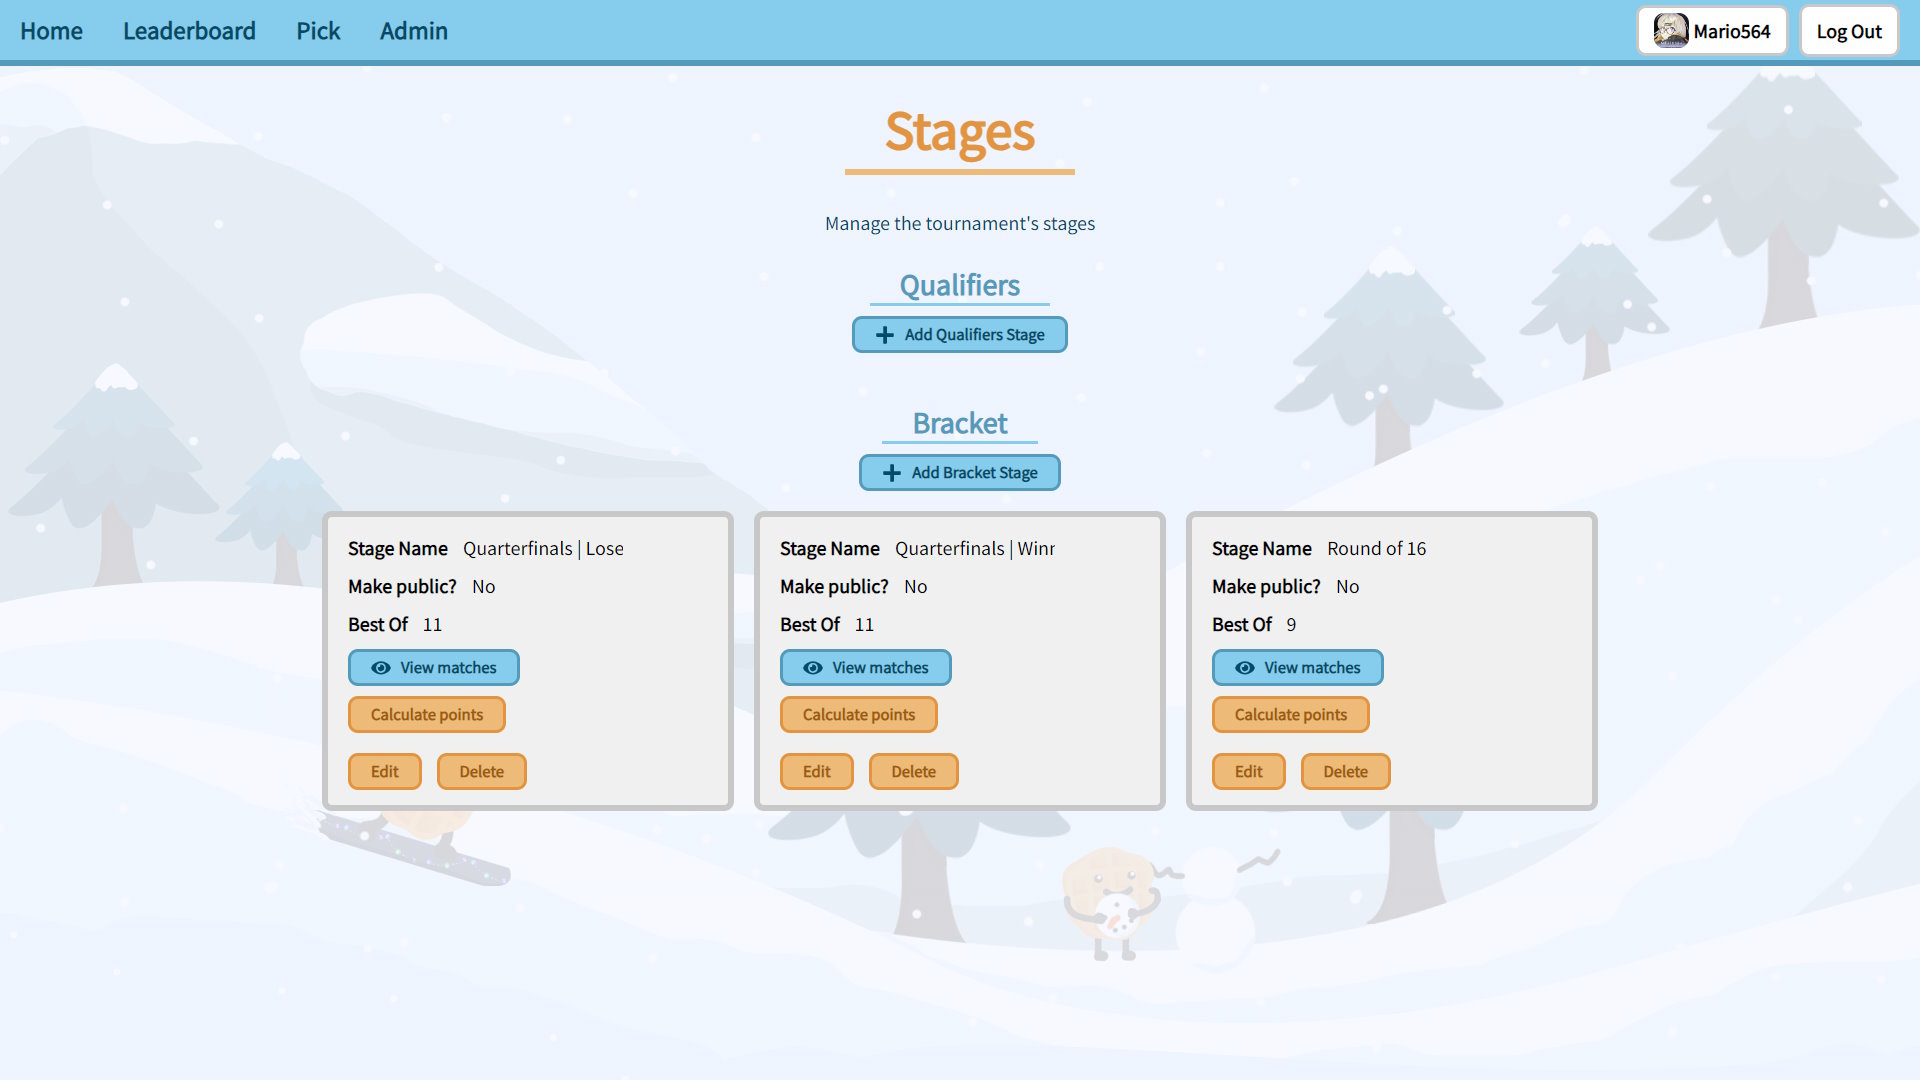 Home Leaderboard Pick Admin Mario564 Log Out
Stages
Manage the tournament's stages
Qualifiers
Add Qualifiers Stage
Bracket
Add Bracket Stage
Stage Name Quarterfinals | Lose
Make public? No
Best Of 11
View matches
Calculate points
Edit Delete
Stage Name Quarterfinals | Winr
Make public? No
Best Of 11
View matches
Calculate points
Edit Delete
Stage Name Round of 16
Make public? No
Best Of 9
View matches
Calculate points
Edit Delete